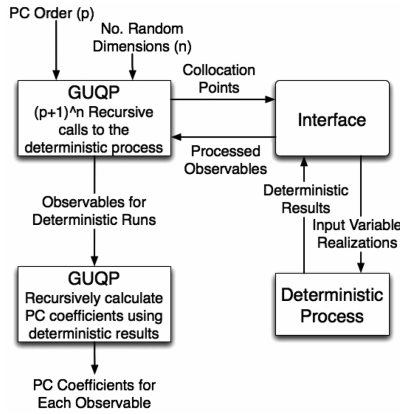 PC Order (p)
No. Random
Dimensions (n)
GUQP
(p+1)^n Recursive
calls to the
deterministic process
Collocation
Points
Interface
Processed
Observables
Observables for
Deterministic Runs
Deterministic
Results
Input Variable
Realizations
GUQP
Recursively calculate
PC coefficients using
deterministic results
Deterministic
Process
PC Coefficients for
Each Observable